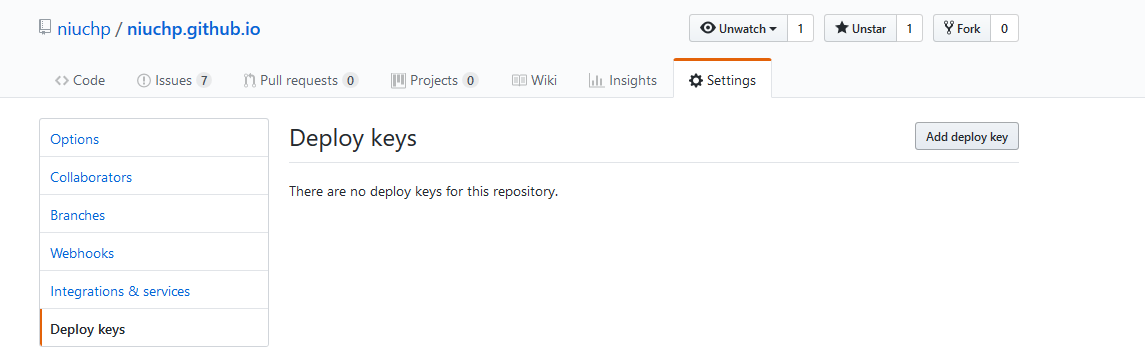 niuchp / niuchp.github.io
Unwatch 1
Unstar 1
Fork 0
Code
Issues 7
Pull requests 0
Projects 0
Wiki
Insights
Settings
Options
Collaborators
Branches
Webhooks
Integrations & services
Deploy keys
Deploy keys
Add deploy key
There are no deploy keys for this repository.